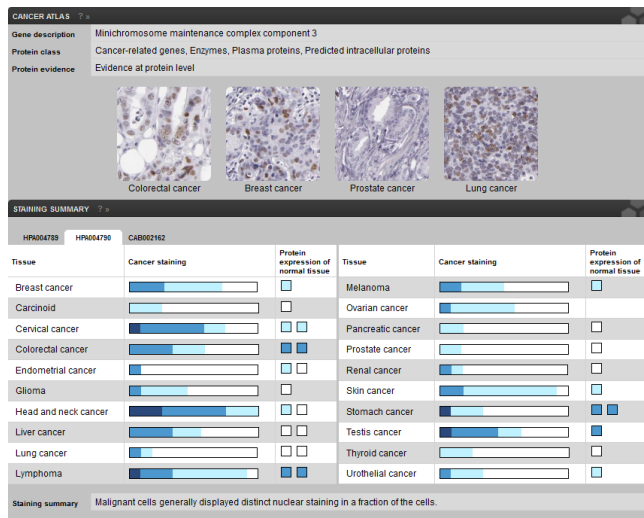 CANCER ATLAS ? »
Gene description Minichromosome maintenance complex component 3
Protein class Cancer-related genes, Enzymes, Plasma proteins, Predicted intracellular proteins
Protein evidence Evidence at protein level
Colorectal cancer Breast cancer Prostate cancer Lung cancer
STAINING SUMMARY ? »
HPA004789 HPA004790 CAB002162
Tissue Cancer staining Protein expression of normal tissue Tissue Cancer staining Protein expression of normal tissue
Breast cancer Melanoma
Carcinoid Ovarian cancer
Cervical cancer Pancreatic cancer
Colorectal cancer Prostate cancer
Endometrial cancer Renal cancer
Glioma Skin cancer
Head and neck cancer Stomach cancer
Liver cancer Testis cancer
Lung cancer Thyroid cancer
Lymphoma Urothelial cancer
Staining summary Malignant cells generally displayed distinct nuclear staining in a fraction of the cells.